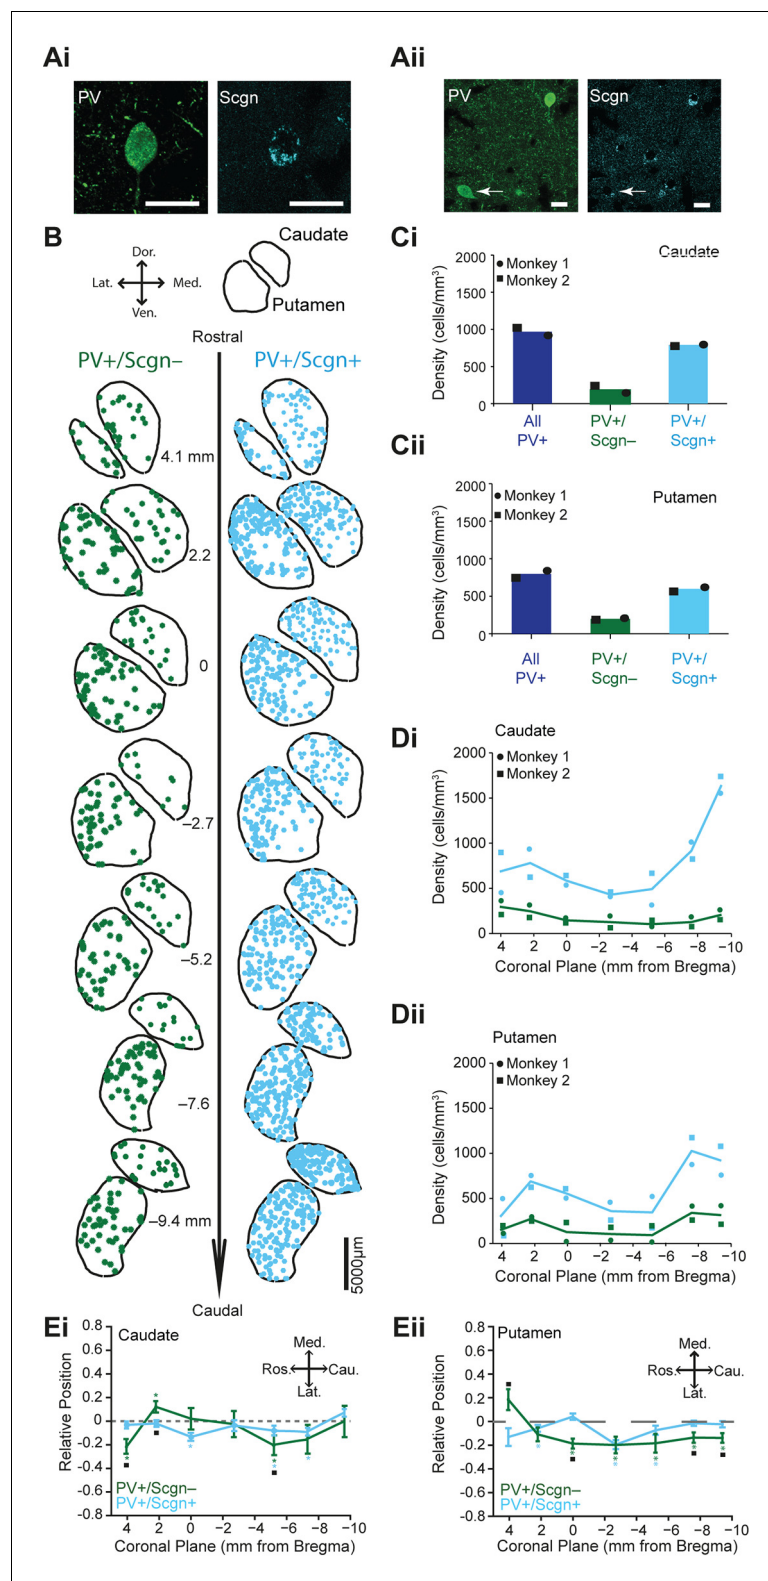 Ai
Aii
PV
Scgn
PV
Scgn
B
Dor.
Lat.
Med.
Ven.
Caudate
Putamen
Rostral
PV+/Scgn–
PV+/Scgn+
4.1 mm
2.2
0
–2.7
–5.2
–7.6
–9.4 mm
5000µm
Caudal
Ci
Caudate
Monkey 1
Monkey 2
Density (cells/mm³)
2000
1500
1000
500
0
All PV+
PV+/ Scgn–
PV+/ Scgn+
Cii
Putamen
Monkey 1
Monkey 2
Density (cells/mm³)
2000
1500
1000
500
0
All PV+
PV+/ Scgn–
PV+/ Scgn+
Di
Caudate
Monkey 1
Monkey 2
Density (cells/mm³)
2000
1500
1000
500
0
4 2 0 –2 –4 –6 –8 –10
Coronal Plane (mm from Bregma)
Dii
Putamen
Monkey 1
Monkey 2
Density (cells/mm³)
2000
1500
1000
500
0
4 2 0 –2 –4 –6 –8 –10
Coronal Plane (mm from Bregma)
Ei
Caudate
Med.
Ros.
Cau.
Lat.
Relative Position
0.8
0.6
0.4
0.2
0
-0.2
-0.4
-0.6
-0.8
PV+/Scgn–
PV+/Scgn+
4 2 0 –2 –4 –6 –8 –10
Coronal Plane (mm from Bregma)
Eii
Putamen
Med.
Ros.
Cau.
Lat.
Relative Position
0.8
0.6
0.4
0.2
0
-0.2
-0.4
-0.6
-0.8
PV+/Scgn–
PV+/Scgn+
4 2 0 –2 –4 –6 –8 –10
Coronal Plane (mm from Bregma)